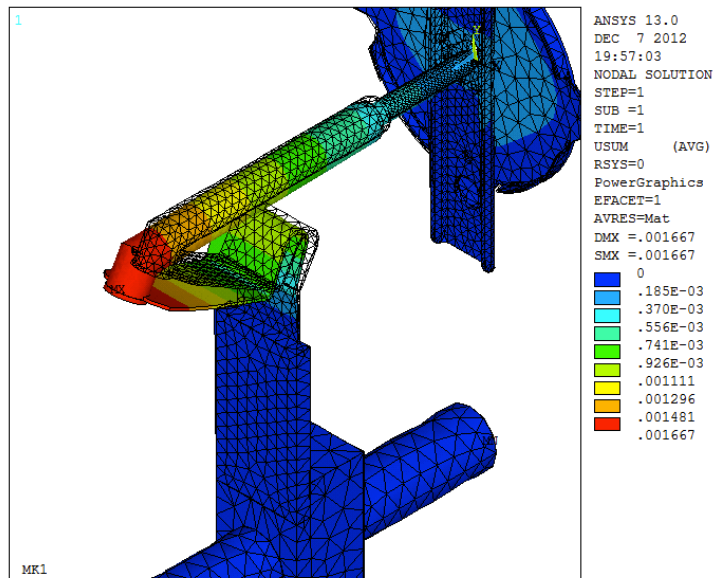 1
ANSYS 13.0
DEC 7 2012
19:57:03
NODAL SOLUTION
STEP=1
SUB =1
TIME=1
USUM (AVG)
RSYS=0
PowerGraphics
EFACET=1
AVRES=Mat
DMX =.001667
SMX =.001667
0
.185E-03
.370E-03
.556E-03
.741E-03
.926E-03
.001111
.001296
.001481
.001667
Y
MX
MK1